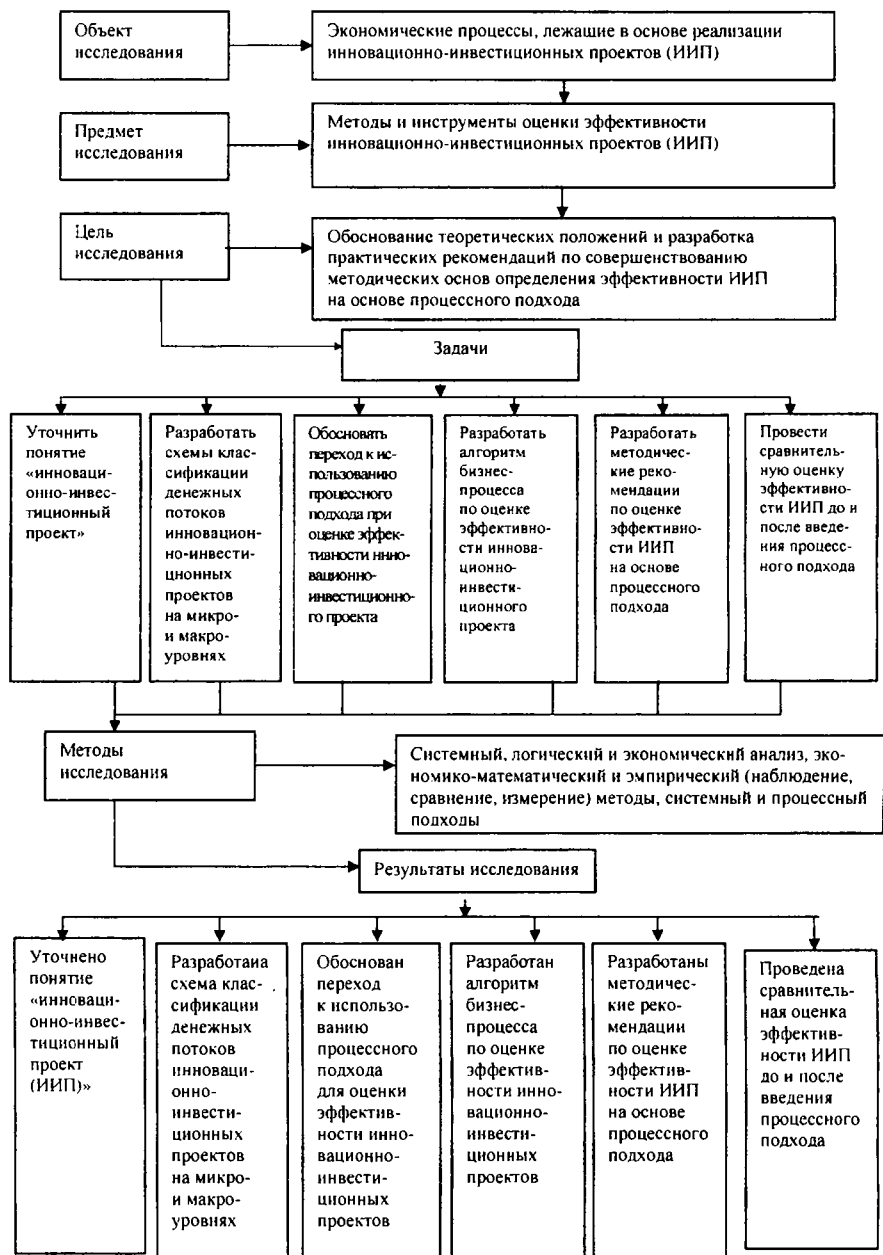 Объект
исследования
Экономические процессы, лежащие в основе реализации
инновационно-инвестиционных проектов (ИИП)
Предмет
исследования
Методы и инструменты оценки эффективности
инновационно-инвестиционных проектов (ИИП)
Цель
исследования
Обоснование теоретических положений и разработка
практических рекомендаций по совершенствованию
методических основ определения эффективности ИИП
на основе процессного подхода
Задачи
Уточнить
понятие
«инноваци-
онно-инвес-
тиционный
проект»
Разработать
схемы клас-
сификации
денежных
потоков
инновацион-
но-инвести-
ционных
проектов
на микро-
и макро-
уровнях
Обосновать
переход к ис-
пользованию
процессного
подхода при
оценке эффек-
тивности инно-
вационно-
инвестиционно-
го проекта
Разработать
алгоритм
бизнес-
процесса
по оценке
эффективно-
сти иннова-
ционно-
инвести-
ционного
проекта
Разработать
методичес-
кие реко-
мендации
по оценке
эффективно-
сти ИИП
на основе
процессного
подхода
Провести
сравнитель-
ную оценку
эффективно-
сти ИИП до и
после введе-
ния процесс-
ного подхода
Методы
исследования
Системный, логический и экономический анализ, эко-
номико-математический и эмпирический (наблюдение,
сравнение, измерение) методы, системный и процессный
подходы
Результаты исследования
Уточнено
понятие
«инноваци-
онно-инвес-
тиционный
проект
(ИИП)»
Разработана
схема клас-
сификации
денежных
потоков
инноваци-
онно-
инвести-
ционных
проектов
на микро-
и макро-
уровнях
Обоснован
переход
к использо-
ванию
процессного
подхода
для оценки
эффектив-
ности инно-
вационно-
инвести-
ционных
проектов
Разработан
алгоритм
бизнес-
процесса
по оценке
эффектив-
ности инно-
вационно-
инвести-
ционных
проектов
Разработаны
методичес-
кие реко-
мендации
по оценке
эффектив-
ности ИИП
на основе
процессного
подхода
Проведена
сравнитель-
ная оценка
эффектив-
ности ИИП
до и после
введения
процессного
подхода